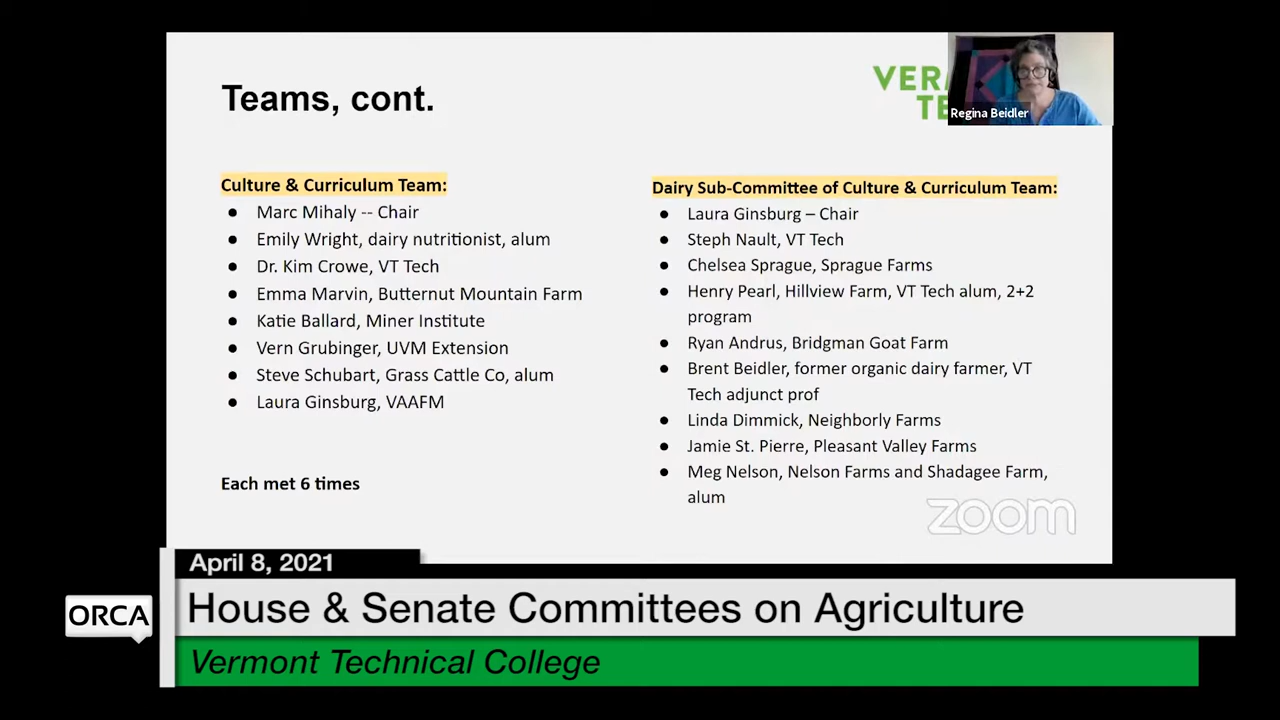 Teams, cont.
VER
TE
Regina Beidler
Culture & Curriculum Team:
● Marc Mihaly -- Chair
● Emily Wright, dairy nutritionist, alum
● Dr. Kim Crowe, VT Tech
● Emma Marvin, Butternut Mountain Farm
● Katie Ballard, Miner Institute
● Vern Grubinger, UVM Extension
● Steve Schubart, Grass Cattle Co, alum
● Laura Ginsburg, VAAFM
Each met 6 times
Dairy Sub-Committee of Culture & Curriculum Team:
● Laura Ginsburg – Chair
● Steph Nault, VT Tech
● Chelsea Sprague, Sprague Farms
● Henry Pearl, Hillview Farm, VT Tech alum, 2+2
program
● Ryan Andrus, Bridgman Goat Farm
● Brent Beidler, former organic dairy farmer, VT
Tech adjunct prof
● Linda Dimmick, Neighborly Farms
● Jamie St. Pierre, Pleasant Valley Farms
● Meg Nelson, Nelson Farms and Shadagee Farm,
alum
zoom
April 8, 2021
ORCA
House & Senate Committees on Agriculture
Vermont Technical College